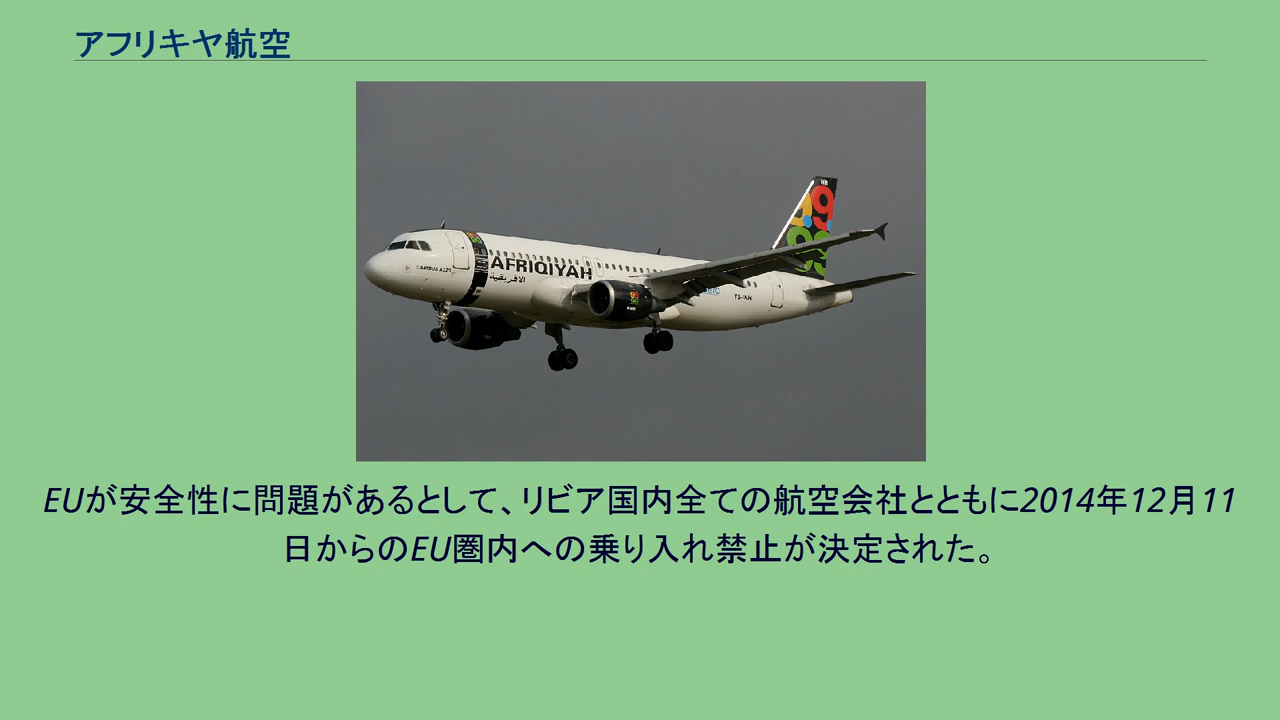 アフリキヤ航空
AFRIQIYAH
الافريقية
EUが安全性に問題があるとして、リビア国内全ての航空会社とともに2014年12月11
日からのEU圏内への乗り入れ禁止が決定された。